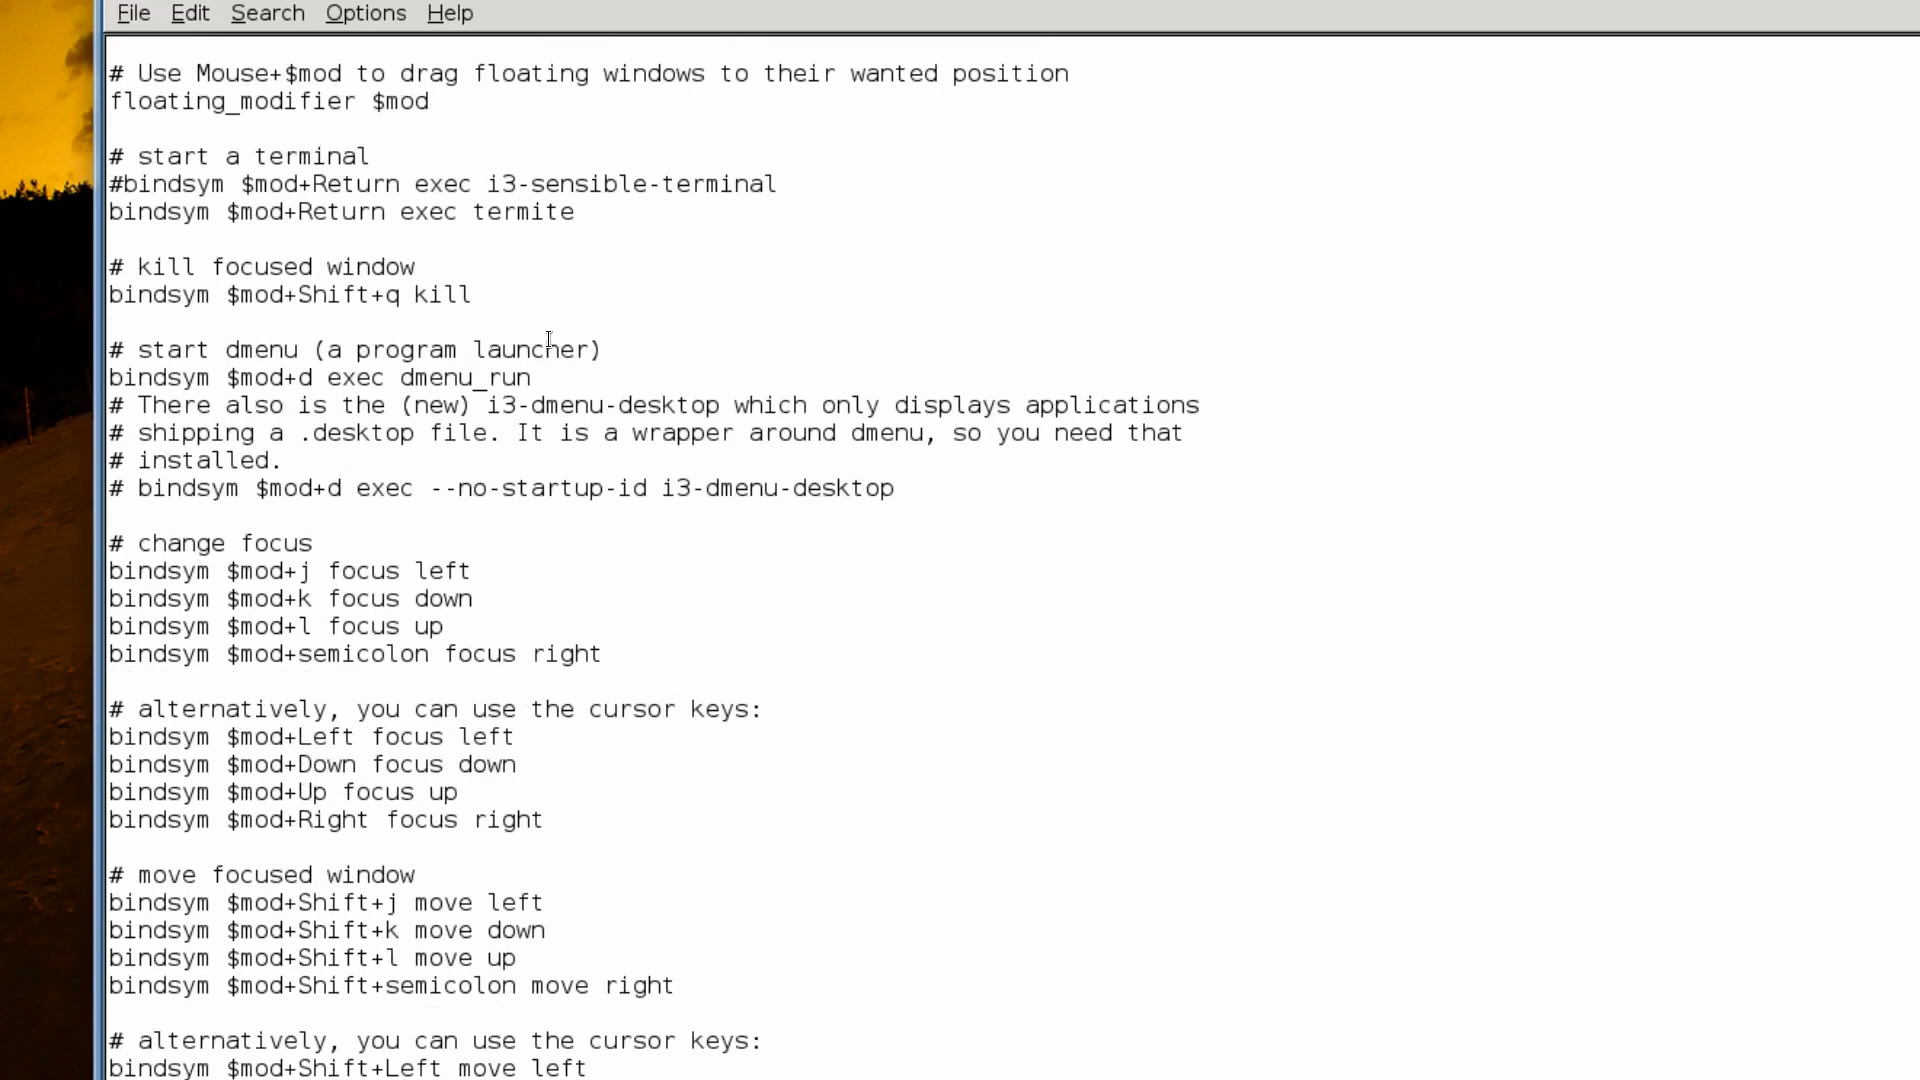 File Edit Search Options Help
# Use Mouse+$mod to drag floating windows to their wanted position
floating_modifier $mod
# start a terminal
#bindsym $mod+Return exec i3-sensible-terminal
bindsym $mod+Return exec termite
# kill focused window
bindsym $mod+Shift+q kill
# start dmenu (a program launcher)
bindsym $mod+d exec dmenu_run
# There also is the (new) i3-dmenu-desktop which only displays applications
# shipping a .desktop file. It is a wrapper around dmenu, so you need that
# installed.
# bindsym $mod+d exec --no-startup-id i3-dmenu-desktop
# change focus
bindsym $mod+j focus left
bindsym $mod+k focus down
bindsym $mod+l focus up
bindsym $mod+semicolon focus right
# alternatively, you can use the cursor keys:
bindsym $mod+Left focus left
bindsym $mod+Down focus down
bindsym $mod+Up focus up
bindsym $mod+Right focus right
# move focused window
bindsym $mod+Shift+j move left
bindsym $mod+Shift+k move down
bindsym $mod+Shift+l move up
bindsym $mod+Shift+semicolon move right
# alternatively, you can use the cursor keys:
bindsym $mod+Shift+Left move left